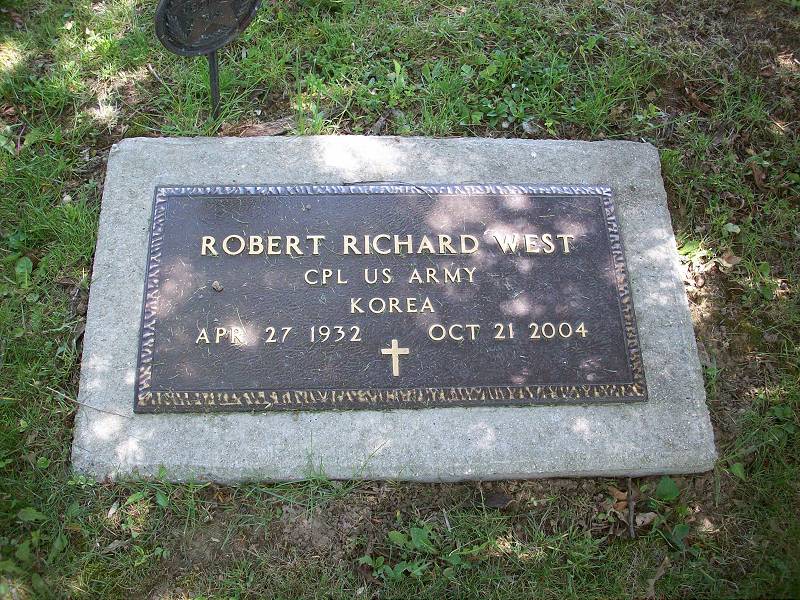 ROBERT RICHARD WEST
CPL US ARMY
KOREA
APR 27 1932 OCT 21 2004